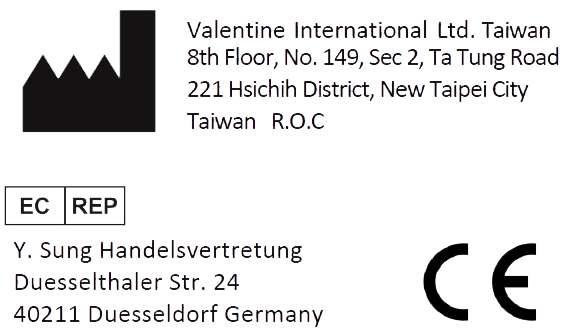 Valentine International Ltd. Taiwan
8th Floor, No. 149, Sec 2, Ta Tung Road
221 Hsichih District, New Taipei City
Taiwan R.O.C
EC REP
Y. Sung Handelsvertretung
Duesselthaler Str. 24
40211 Duesseldorf Germany
CE